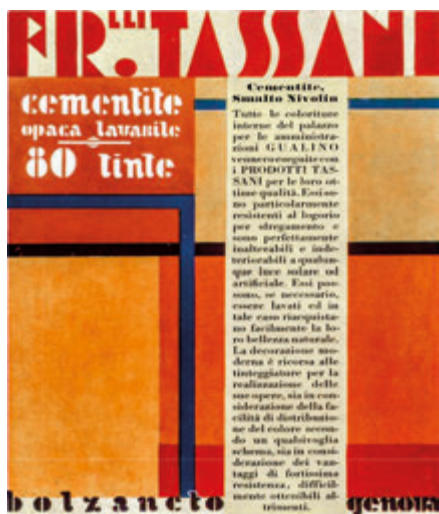 FR.lli TASSANI
cementite
opaca lavabile
80 tinte
Cementite,
Smalto Nivolin
Tutte le coloriture
interne del palazzo
per le amministra-
zioni GUALINO
vennero eseguite con
i PRODOTTI TAS-
SANI per le loro ot-
time qualità. Essi so-
no particolarmente
resistenti al logorio
per sfregamento e
sono perfettamente
inalterabili e inde-
teriorabili a qualun-
que luce solare od
artificiale. Essi pos-
sono, se necessario,
essere lavati ed in
tale caso riacquista-
no facilmente la lo-
ro bellezza naturale.
La decorazione mo-
derna è ricorsa alle
tinteggiature per la
realizzazione delle
sue opere, sia in con-
siderazione della fa-
cilità di distribuzio-
ne del colore secon-
do un qualsivoglia
schema, sia in consi-
derazione dei van-
taggi di fortissima
resistenza, difficil-
mente ottenibili al-
trimenti.
bolzaneto genova